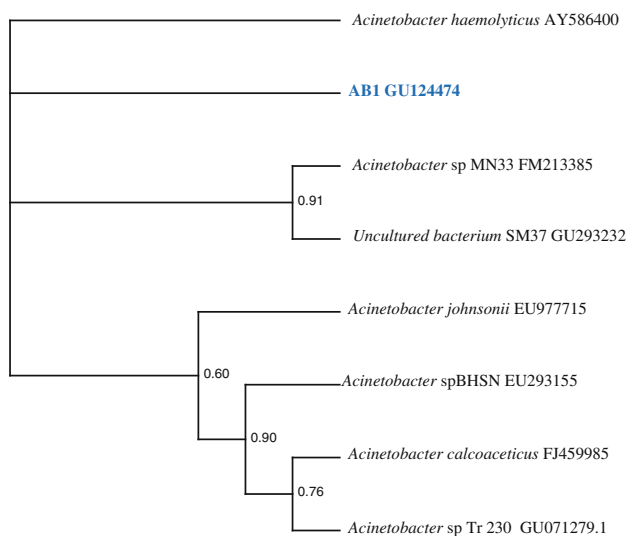 Acinetobacter haemolyticus AY586400
AB1 GU124474
Acinetobacter sp MN33 FM213385
0.91
Uncultured bacterium SM37 GU293232
Acinetobacter johnsonii EU977715
0.60
Acinetobacter spBHSN EU293155
0.90
Acinetobacter calcoaceticus FJ459985
0.76
Acinetobacter sp Tr 230 GU071279.1